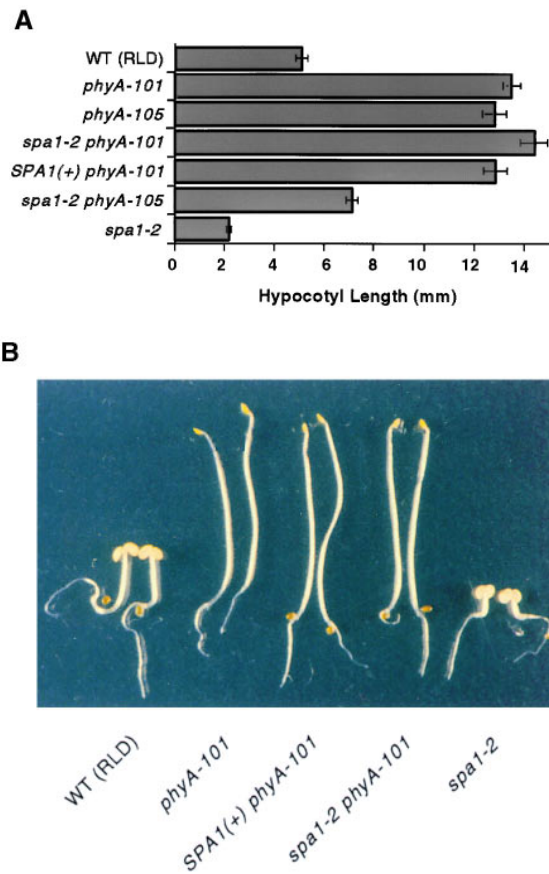 A
WT (RLD)
phyA-101
phyA-105
spa1-2 phyA-101
SPA1(+) phyA-101
spa1-2 phyA-105
spa1-2
0 2 4 6 8 10 12 14
Hypocotyl Length (mm)
B
WT (RLD)
phyA-101
SPA1(+) phyA-101
spa1-2 phyA-101
spa1-2